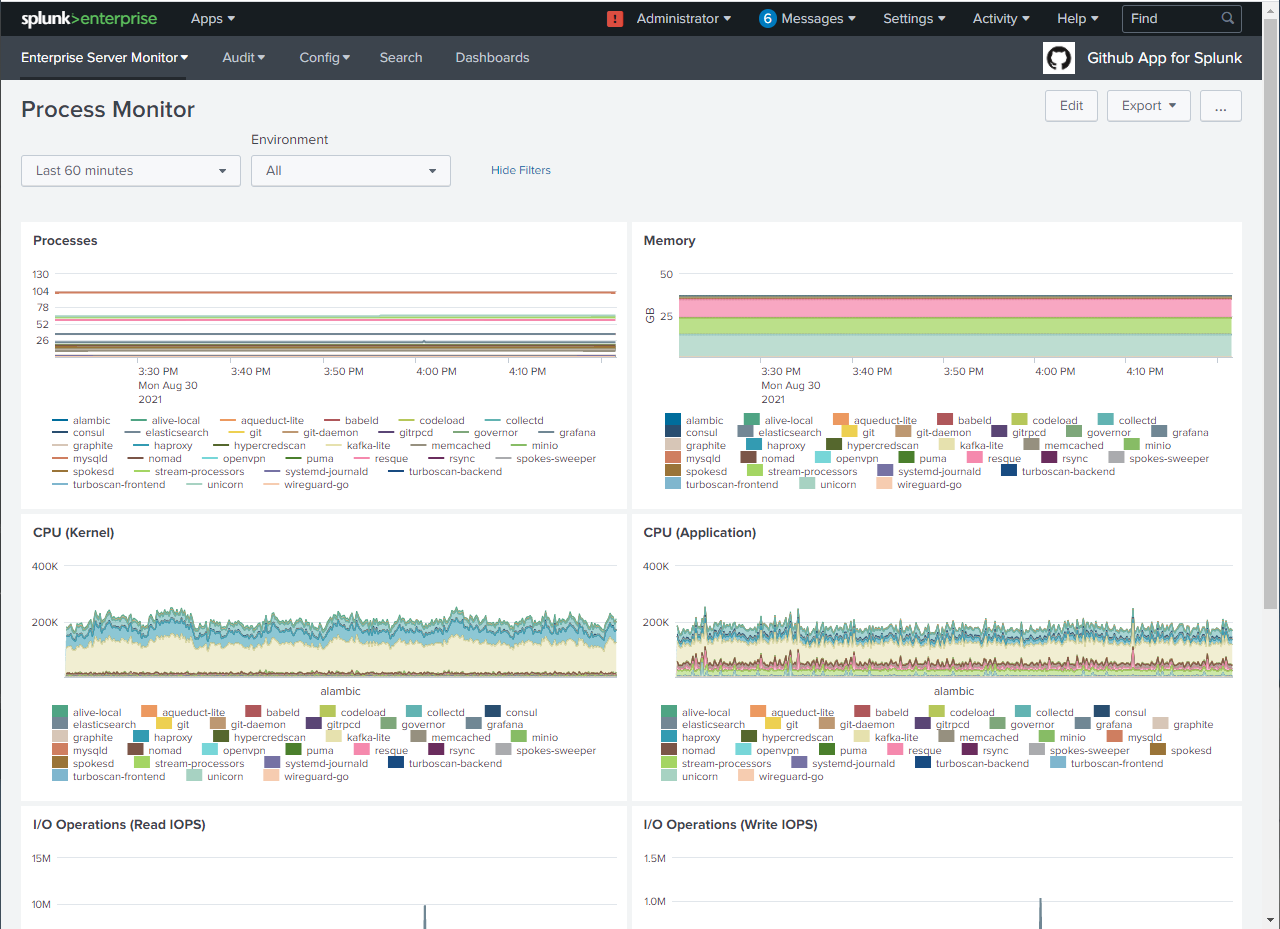 splunk>enterprise Apps ! Administrator 6 Messages Settings Activity Help Find
Enterprise Server Monitor Audit Config Search Dashboards Github App for Splunk
Process Monitor Edit Export ...
Environment
Last 60 minutes All Hide Filters
Processes
130
104
78
52
26
3:30 PM 3:40 PM 3:50 PM 4:00 PM 4:10 PM
Mon Aug 30
2021
alambic alive-local aqueduct-lite babeld codeload collectd
consul elasticsearch git git-daemon gitrpcd governor grafana
graphite haproxy hypercredscan kafka-lite memcached minio
mysqld nomad openvpn puma resque rsync spokes-sweeper
spokesd stream-processors systemd-journald turboscan-backend
turboscan-frontend unicorn wireguard-go
Memory
50
GB 25
3:30 PM 3:40 PM 3:50 PM 4:00 PM 4:10 PM
Mon Aug 30
2021
alambic alive-local aqueduct-lite babeld codeload collectd
consul elasticsearch git git-daemon gitrpcd governor grafana
graphite haproxy hypercredscan kafka-lite memcached minio
mysqld nomad openvpn puma resque rsync spokes-sweeper
spokesd stream-processors systemd-journald turboscan-backend
turboscan-frontend unicorn wireguard-go
CPU (Kernel)
400K
200K
alambic
alive-local aqueduct-lite babeld codeload collectd consul
elasticsearch git git-daemon gitrpcd governor grafana
graphite haproxy hypercredscan kafka-lite memcached minio
mysqld nomad openvpn puma resque rsync spokes-sweeper
spokesd stream-processors systemd-journald turboscan-backend
turboscan-frontend unicorn wireguard-go
CPU (Application)
400K
200K
alambic
alive-local aqueduct-lite babeld codeload collectd consul
elasticsearch git git-daemon gitrpcd governor grafana graphite
haproxy hypercredscan kafka-lite memcached minio mysqld
nomad openvpn puma resque rsync spokes-sweeper spokesd
stream-processors systemd-journald turboscan-backend turboscan-frontend
unicorn wireguard-go
I/O Operations (Read IOPS)
15M
10M
I/O Operations (Write IOPS)
1.5M
1.0M